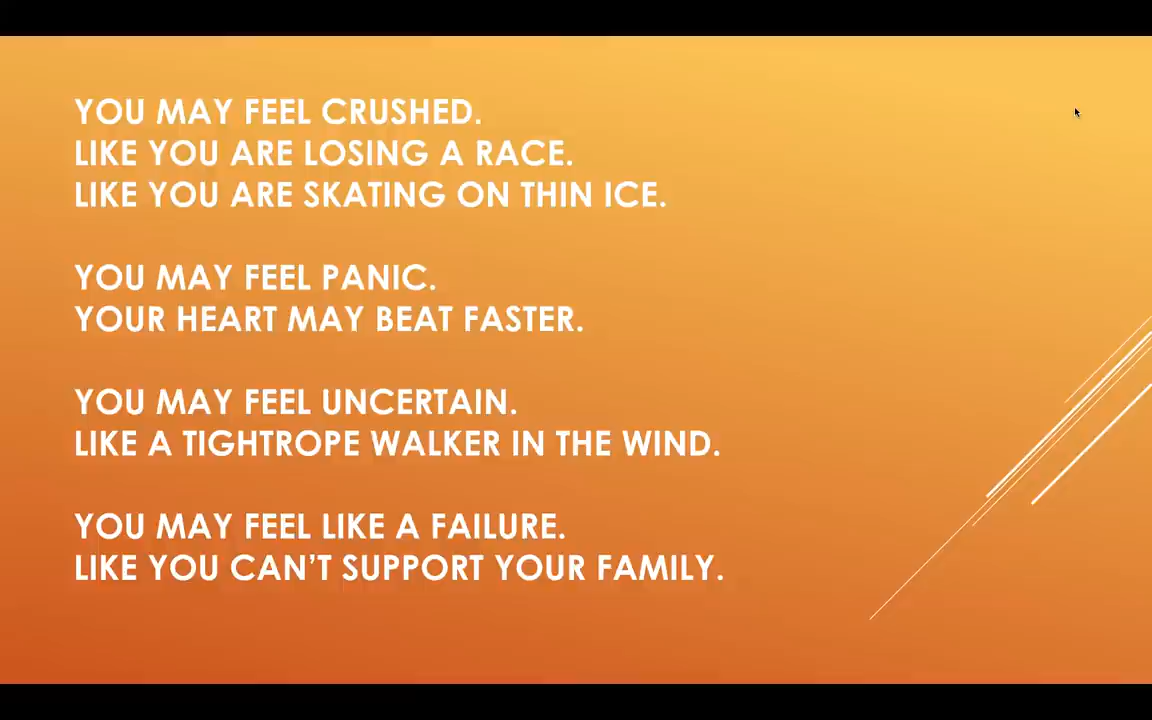 YOU MAY FEEL CRUSHED.
LIKE YOU ARE LOSING A RACE.
LIKE YOU ARE SKATING ON THIN ICE.
YOU MAY FEEL PANIC.
YOUR HEART MAY BEAT FASTER.
YOU MAY FEEL UNCERTAIN.
LIKE A TIGHTROPE WALKER IN THE WIND.
YOU MAY FEEL LIKE A FAILURE.
LIKE YOU CAN’T SUPPORT YOUR FAMILY.